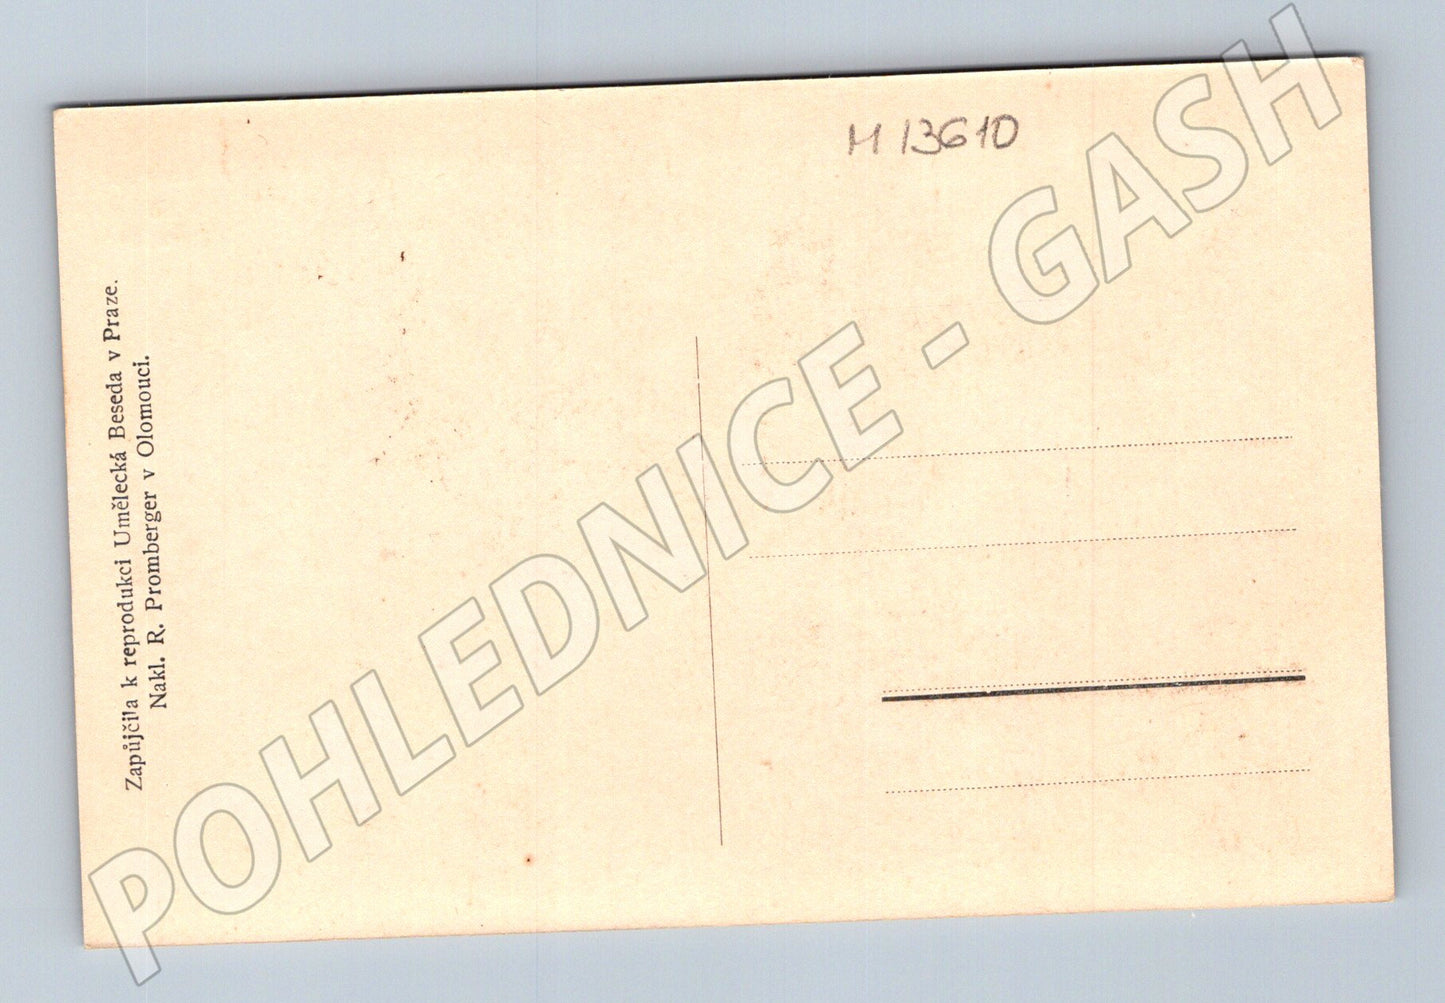 M 13610
Zapůjčila k reprodukci Umělecká Beseda v Praze.
Nakl. R. Promberger v Olomouci.
POHLEDNICE - GASH